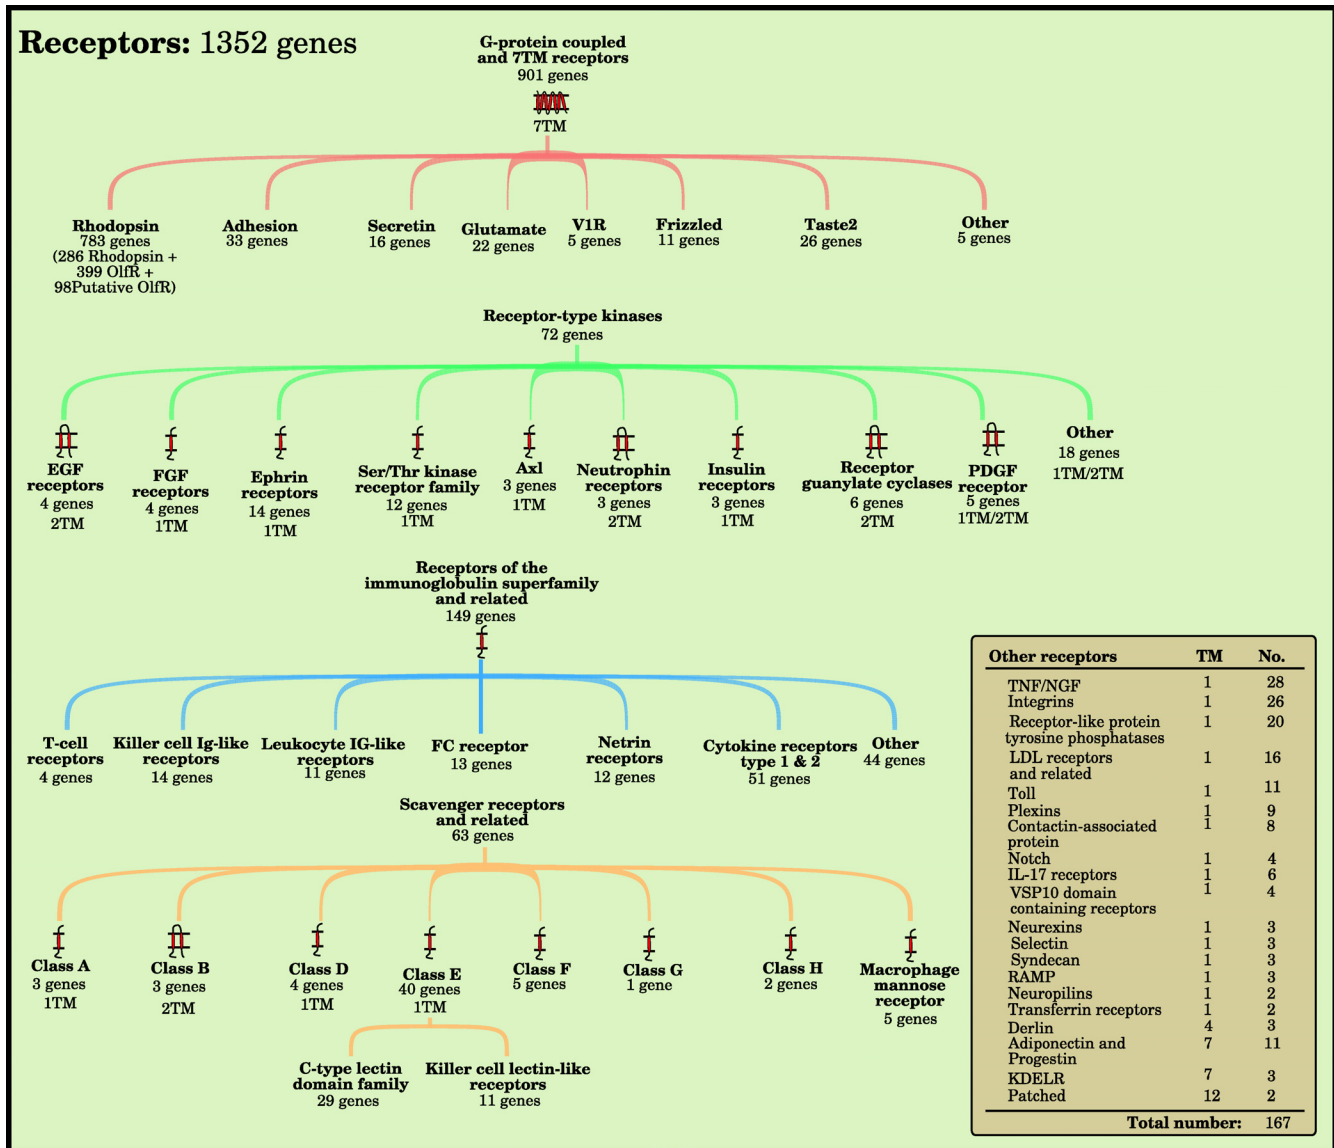 Receptors: 1352 genes
G-protein coupled
and 7TM receptors
901 genes
7TM
Rhodopsin
783 genes
(286 Rhodopsin +
399 OlfR +
98Putative OlfR)
Adhesion
33 genes
Secretin
16 genes
Glutamate
22 genes
V1R
5 genes
Frizzled
11 genes
Taste2
26 genes
Other
5 genes
Receptor-type kinases
72 genes
EGF
receptors
4 genes
2TM
FGF
receptors
4 genes
1TM
Ephrin
receptors
14 genes
1TM
Ser/Thr kinase
receptor family
12 genes
1TM
Axl
3 genes
1TM
Neutrophin
receptors
3 genes
2TM
Insulin
receptors
3 genes
1TM
Receptor
guanylate cyclases
6 genes
2TM
PDGF
receptor
5 genes
1TM/2TM
Other
18 genes
1TM/2TM
Receptors of the
immunoglobulin superfamily
and related
149 genes
T-cell
receptors
4 genes
Killer cell Ig-like
receptors
14 genes
Leukocyte IG-like
receptors
11 genes
FC receptor
13 genes
Netrin
receptors
12 genes
Cytokine receptors
type 1 & 2
51 genes
Other
44 genes
Scavenger receptors
and related
63 genes
Class A
3 genes
1TM
Class B
3 genes
2TM
Class D
4 genes
1TM
Class E
40 genes
1TM
Class F
5 genes
Class G
1 gene
Class H
2 genes
Macrophage
mannose
receptor
5 genes
C-type lectin
domain family
29 genes
Killer cell lectin-like
receptors
11 genes
Other receptors TM No.
TNF/NGF 1 28
Integrins 1 26
Receptor-like protein 1 20
tyrosine phosphatases
LDL receptors 1 16
and related
Toll 1 11
Plexins 1 9
Contactin-associated 1 8
protein
Notch 1 4
IL-17 receptors 1 6
VSP10 domain 1 4
containing receptors
Neurexins 1 3
Selectin 1 3
Syndecan 1 3
RAMP 1 3
Neuropilins 1 2
Transferrin receptors 1 2
Derlin 4 3
Adiponectin and 7 11
Progestin
KDELR 7 3
Patched 12 2
Total number: 167